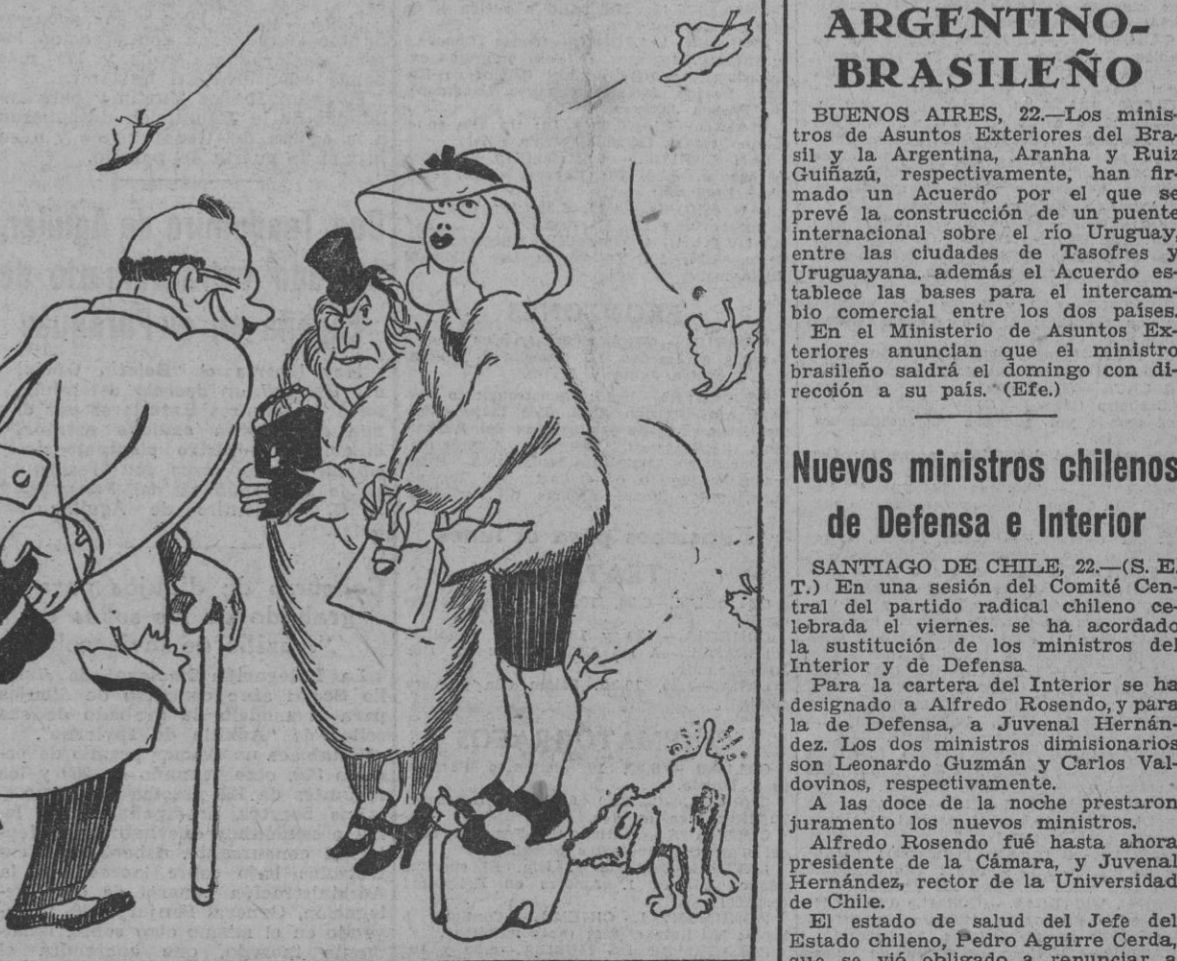 ARGENTINO-
BRASILEÑO
BUENOS AIRES, 22.—Los minis-
tros de Asuntos Exteriores del Bra-
sil y la Argentina, Aranha y Ruiz
Guiñazú, respectivamente, han fir-
mado un Acuerdo por el que se
prevé la construcción de un puente
internacional sobre el río Uruguay,
entre las ciudades de Tasofres y
Uruguayana. además el Acuerdo es-
tablece las bases para el intercam-
bio comercial entre los dos países.
En el Ministerio de Asuntos Ex-
teriores anuncian que el ministro
brasileño saldrá el domingo con di-
rección a su país. (Efe.)
Nuevos ministros chilenos
de Defensa e Interior
SANTIAGO DE CHILE, 22.—(S. E.
T.) En una sesión del Comité Cen-
tral del partido radical chileno ce-
lebrada el viernes. se ha acordado
la sustitución de los ministros del
Interior y de Defensa
Para la cartera del Interior se ha
designado a Alfredo Rosendo, y para
la de Defensa, a Juvenal Hernán-
dez. Los dos ministros dimisionarios
son Leonardo Guzmán y Carlos Val-
dovinos, respectivamente.
A las doce de la noche prestaron
juramento los nuevos ministros.
Alfredo Rosendo fué hasta ahora
presidente de la Cámara, y Juvenal
Hernández, rector de la Universidad
de Chile.
El estado de salud del Jefe del
Estado chileno, Pedro Aguirre Cerda,
que se vió obligado a renunciar a